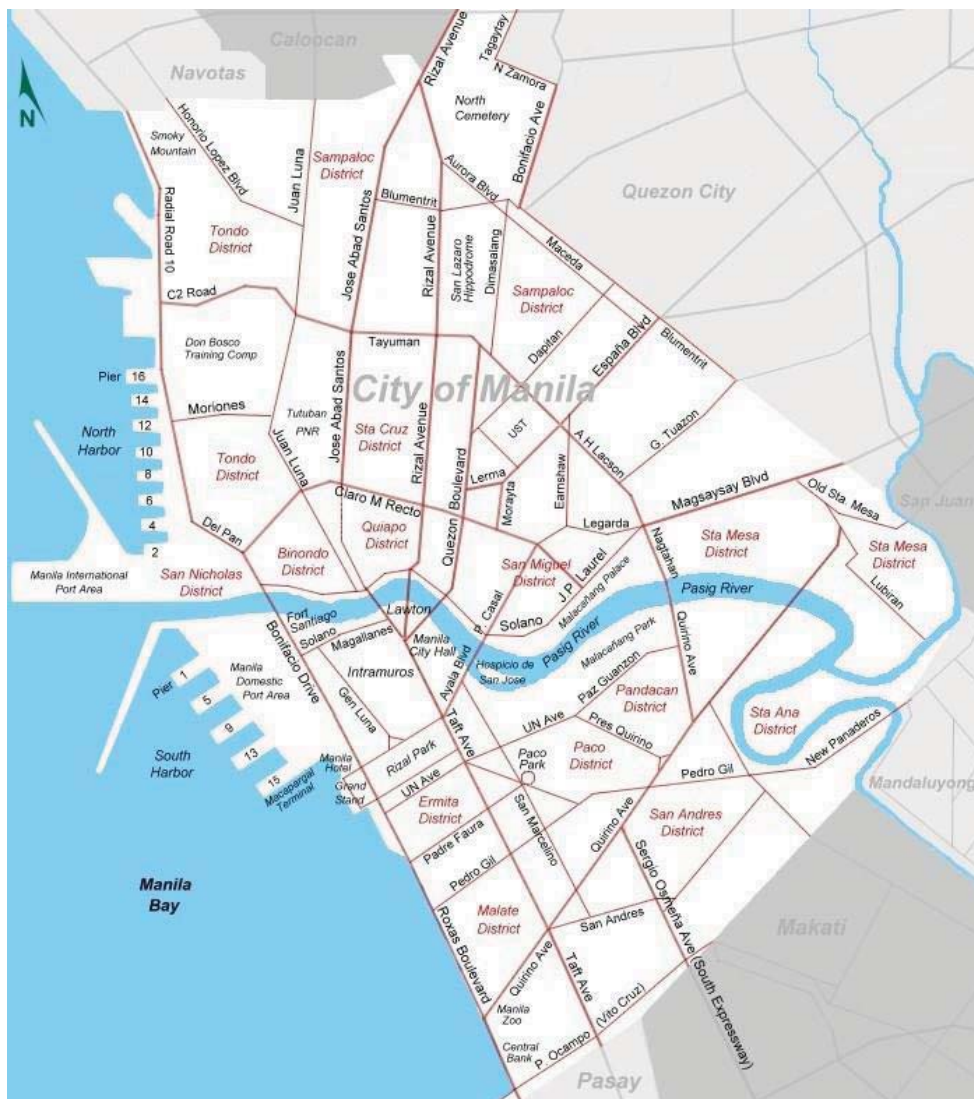 Caloocan
Navotas
Rizal Avenue
Tagaytay
N Zamora
N
North
Cemetery
Bonifacio Ave
Smoky
Mountain
Honorio Lopez Blvd
Juan Luna
Sampaloc
District
Aurora Blvd
Quezon City
Blumentrit
Radial Road 10
Tondo
District
Jose Abad Santos
Rizal Avenue
San Lazaro
Hippodrome
Dimasalang
Maceda
Sampaloc
District
C2 Road
Dapitan
España Blvd
Blumentrit
Don Bosco
Training Comp
Tayuman
Pier 16
14
12
10
8
6
4
2
City of Manila
Moriones
Tutuban
PNR
Jose Abad Santos
Sta Cruz
District
Rizal Avenue
UST
A H Lacson
G. Tuazon
North
Harbor
Tondo
District
Juan Luna
Quezon Boulevard
Lerma
Morayta
Earnshaw
Magsaysay Blvd
Old Sta. Mesa
San Juan
Claro M Recto
Del Pan
Quiapo
District
Legarda
Binondo
District
Nagtahan
Sta Mesa
District
Sta Mesa
District
San Nicholas
District
San Miguel
District
J.P. Laurel
Malacañang Palace
Lubiran
Manila International
Port Area
Pasig River
Fort
Santiago
Lawton
P. Casal
Solano
Solano
Magallanes
Manila
City Hall
Pasig River
Malacañang Park
Quirino Ave
Bonifacio Drive
Intramuros
Ayala Blvd
Hospicio de
San Jose
Manila
Domestic
Port Area
Pier 1
5
9
13
15
Gen Luna
Paz Guanzon
Pandacan
District
UN Ave
Pres Quirino
Sta Ana
District
New Panaderos
South
Harbor
Macapargal
Terminal
Manila
Hotel
Grand
Stand
Rizal Park
Taft Ave
Paco
Park
Paco
District
Pedro Gil
Mandaluyong
UN Ave
Ermita
District
San Marcelino
Quirino Ave
San Andres
District
Padre Faura
Pedro Gil
Manila
Bay
Malate
District
Sergio Osmeña Ave (South Expressway)
San Andres
Makati
Roxas Boulevard
Quirino Ave
Taft Ave
Manila
Zoo
Central
Bank
P. Ocampo (Vito Cruz)
Pasay